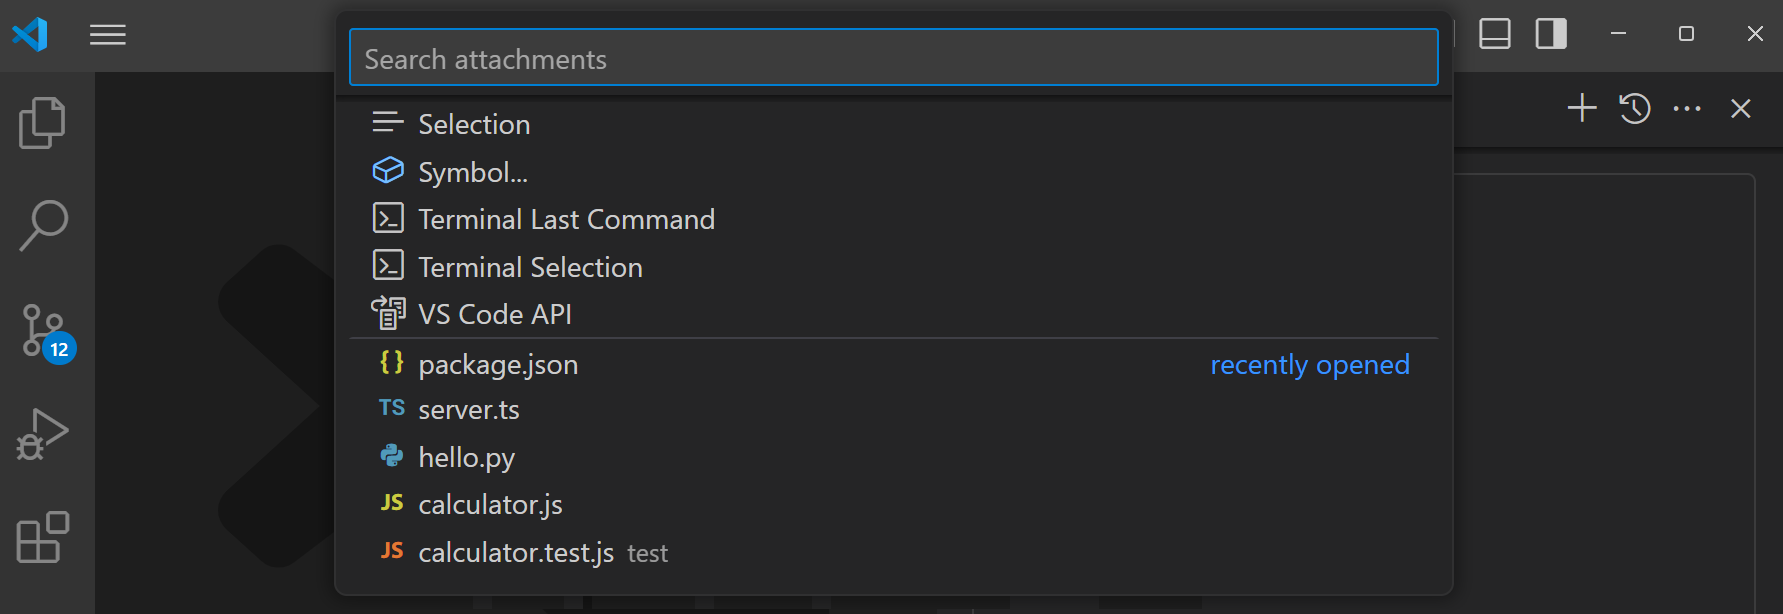 Search attachments
Selection
Symbol...
Terminal Last Command
Terminal Selection
VS Code API
12
{} package.json recently opened
TS server.ts
hello.py
JS calculator.js
JS calculator.test.js test